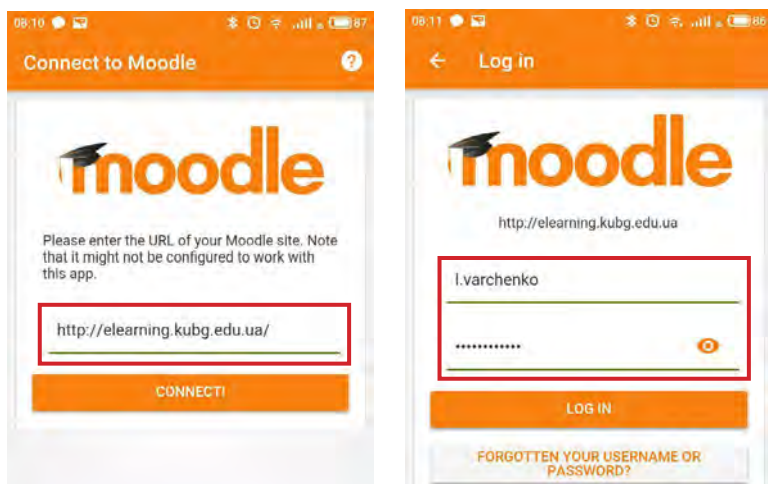 08:10 87
Connect to Moodle ?
moodle
Please enter the URL of your Moodle site. Note
that it might not be configured to work with
this app.
http://elearning.kubg.edu.ua/
CONNECT!
08:11 86
Log in
moodle
http://elearning.kubg.edu.ua
l.varchenko
••••••••••••
LOG IN
FORGOTTEN YOUR USERNAME OR
PASSWORD?